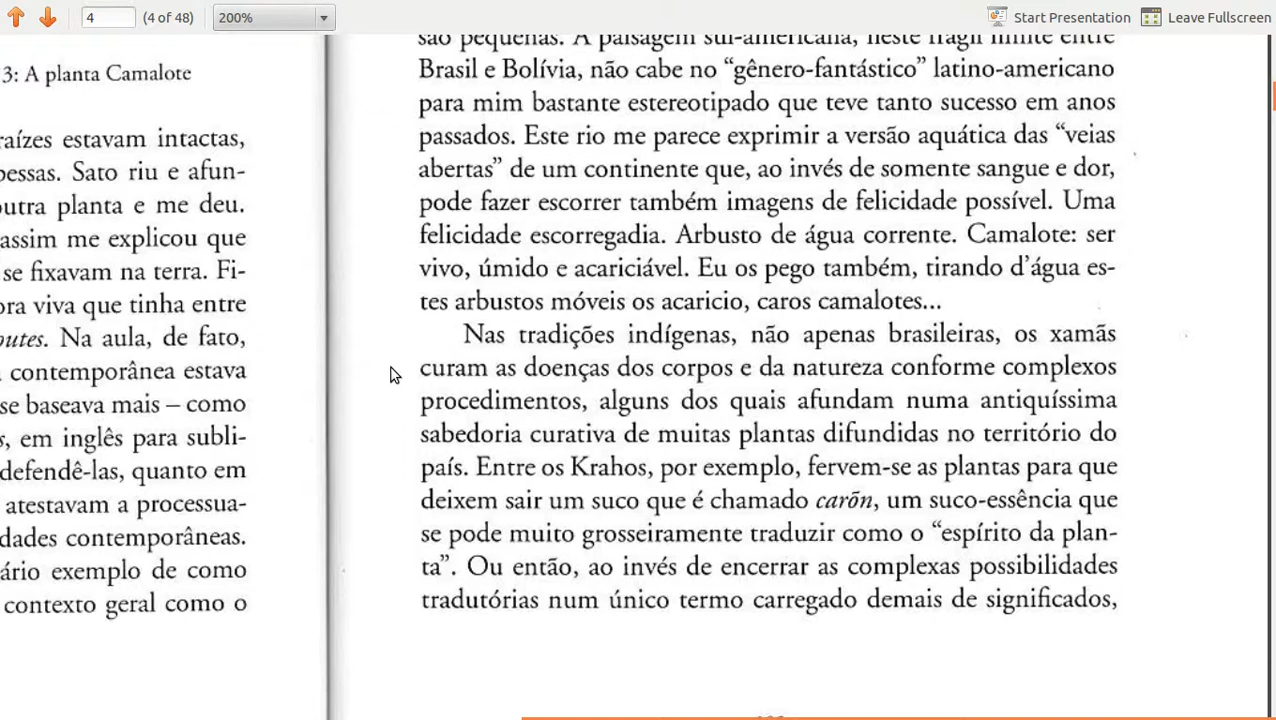 4
(4 of 48)
200%
Start Presentation
Leave Fullscreen
3: A planta Camalote
raízes estavam intactas,
pessas. Sato riu e afun-
outra planta e me deu.
assim me explicou que
se fixavam na terra. Fi-
ora viva que tinha entre
outes. Na aula, de fato,
contemporânea estava
se baseava mais – como
s, em inglês para subli-
defendê-las, quanto em
atestavam a processua-
dades contemporâneas.
ário exemplo de como
contexto geral como o
são pequenas. A paisagem sul-americana, neste frágil limite entre
Brasil e Bolívia, não cabe no “gênero-fantástico” latino-americano
para mim bastante estereotipado que teve tanto sucesso em anos
passados. Este rio me parece exprimir a versão aquática das “veias
abertas” de um continente que, ao invés de somente sangue e dor,
pode fazer escorrer também imagens de felicidade possível. Uma
felicidade escorregadia. Arbusto de água corrente. Camalote: ser
vivo, úmido e acariciável. Eu os pego também, tirando d’água es-
tes arbustos móveis os acaricio, caros camalotes...
Nas tradições indígenas, não apenas brasileiras, os xamãs
curam as doenças dos corpos e da natureza conforme complexos
procedimentos, alguns dos quais afundam numa antiquíssima
sabedoria curativa de muitas plantas difundidas no território do
país. Entre os Krahos, por exemplo, fervem-se as plantas para que
deixem sair um suco que é chamado carõn, um suco-essência que
se pode muito grosseiramente traduzir como o “espírito da plan-
ta”. Ou então, ao invés de encerrar as complexas possibilidades
tradutórias num único termo carregado demais de significados,